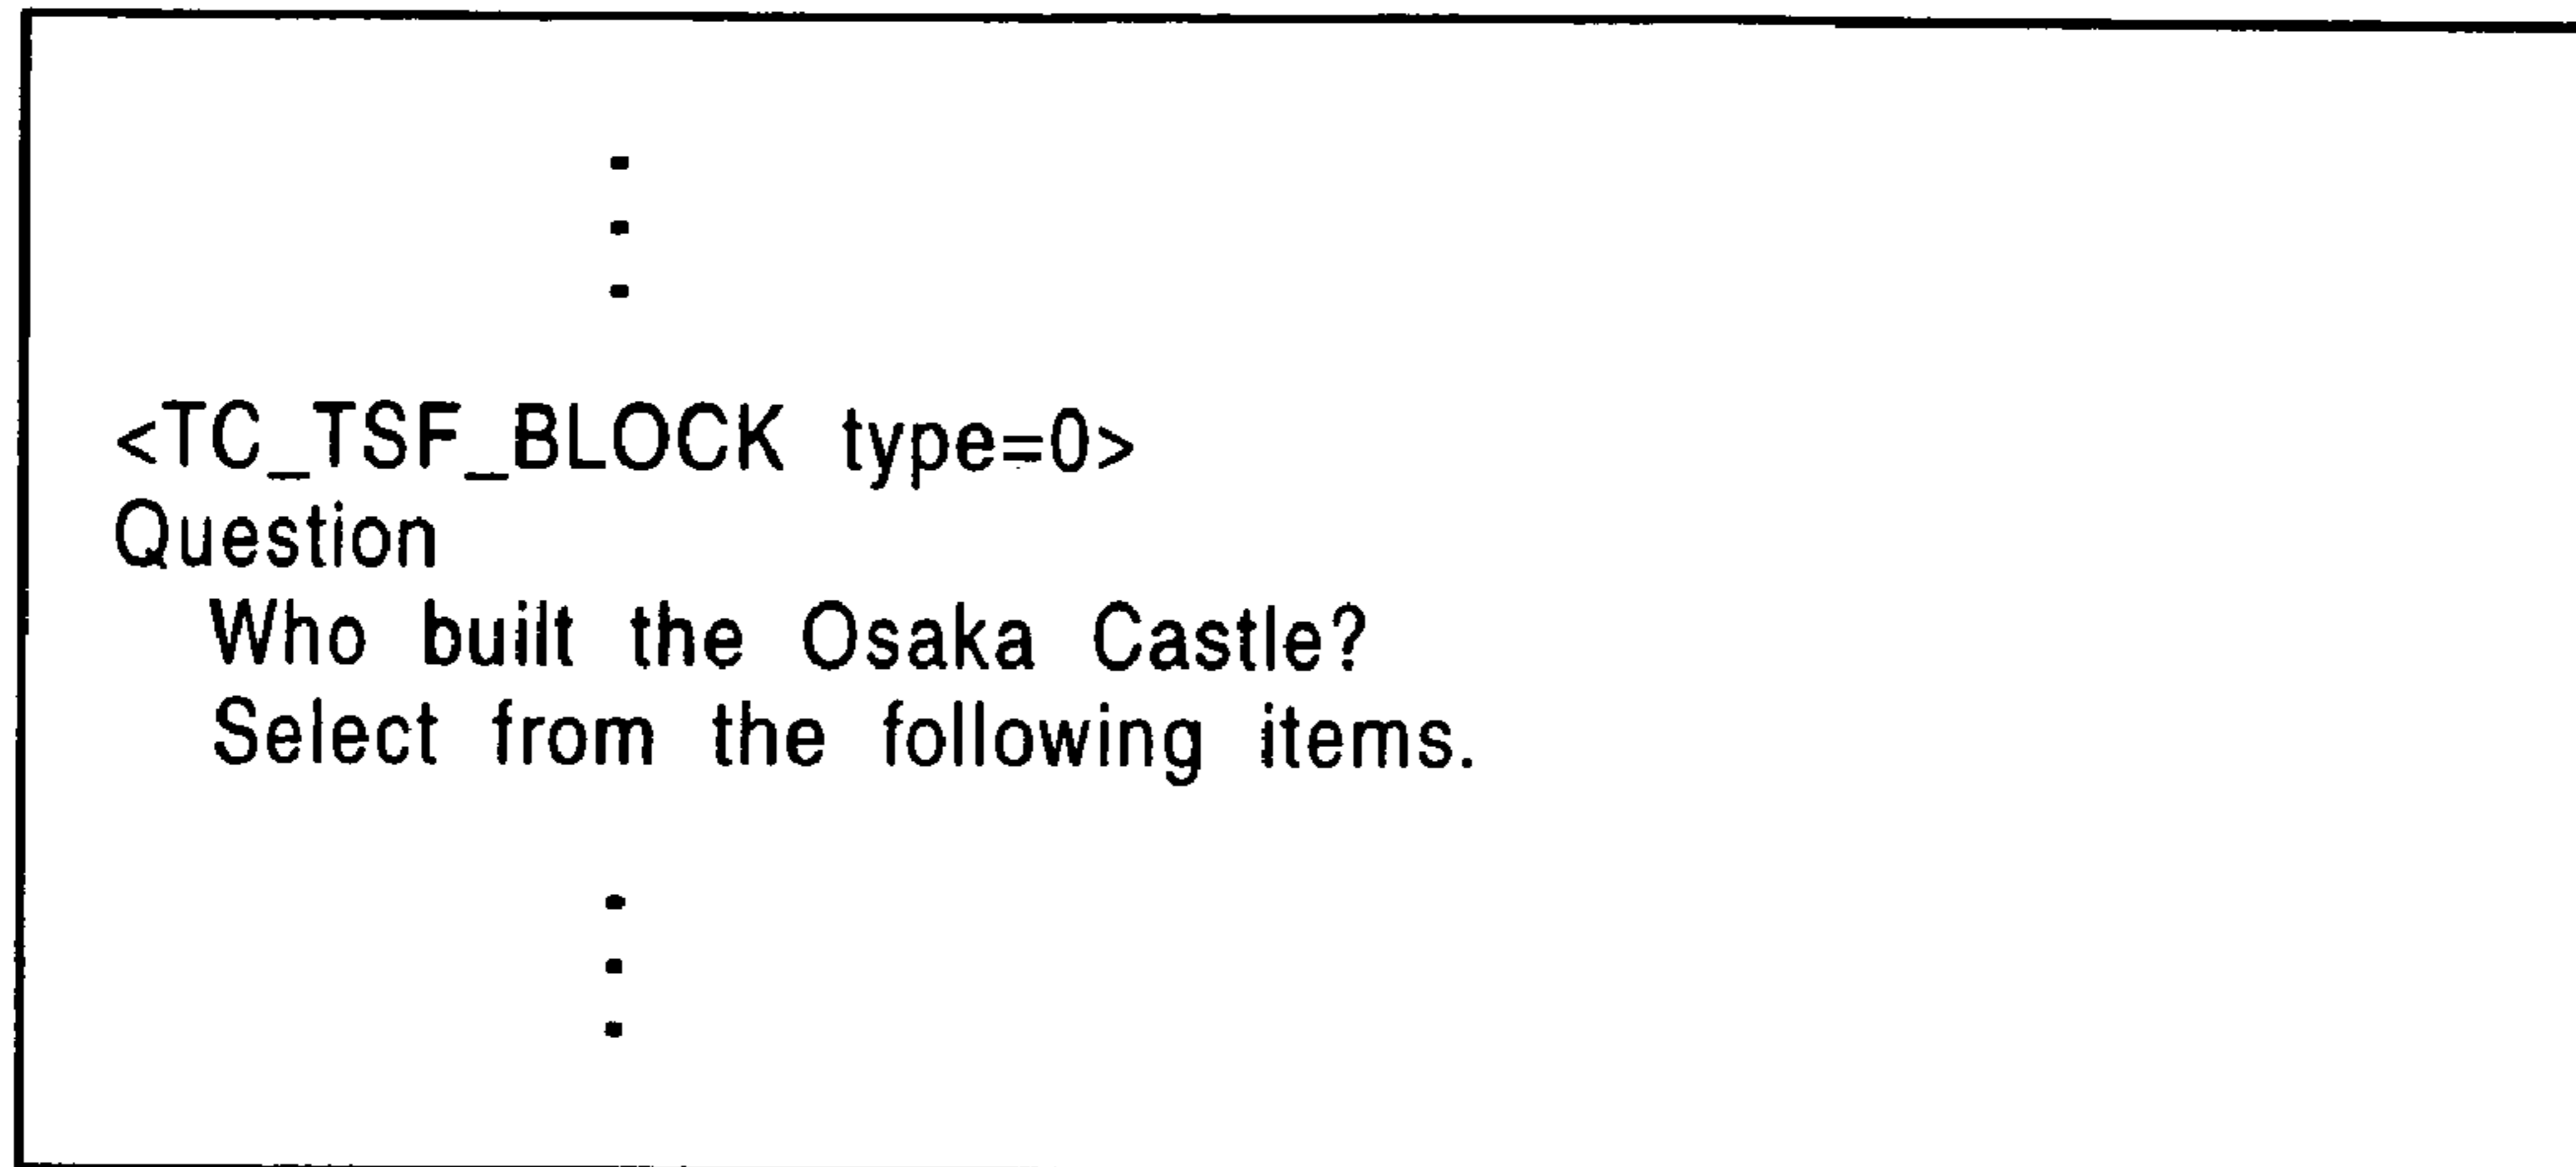 <TC_TSF_BLOCK type=0>
Question
Who built the Osaka Castle?
Select from the following items.